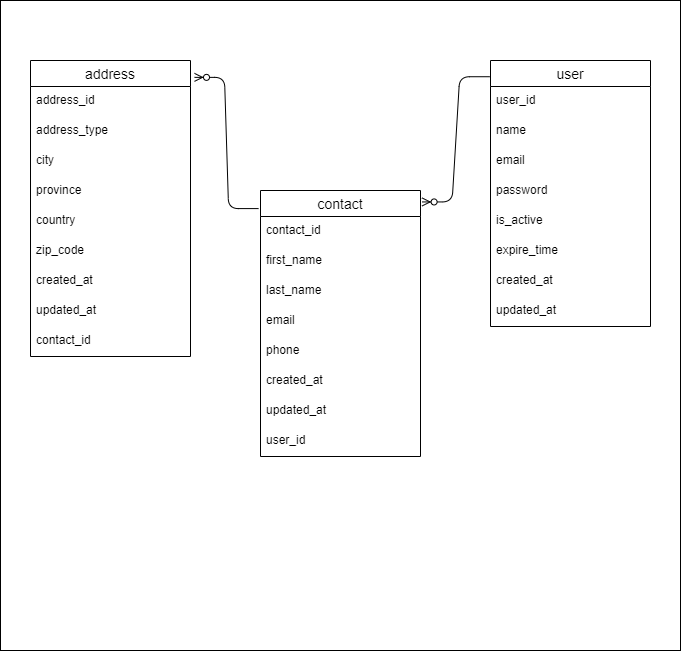 address
address_id
address_type
city
province
country
zip_code
created_at
updated_at
contact_id
contact
contact_id
first_name
last_name
email
phone
created_at
updated_at
user_id
user
user_id
name
email
password
is_active
expire_time
created_at
updated_at